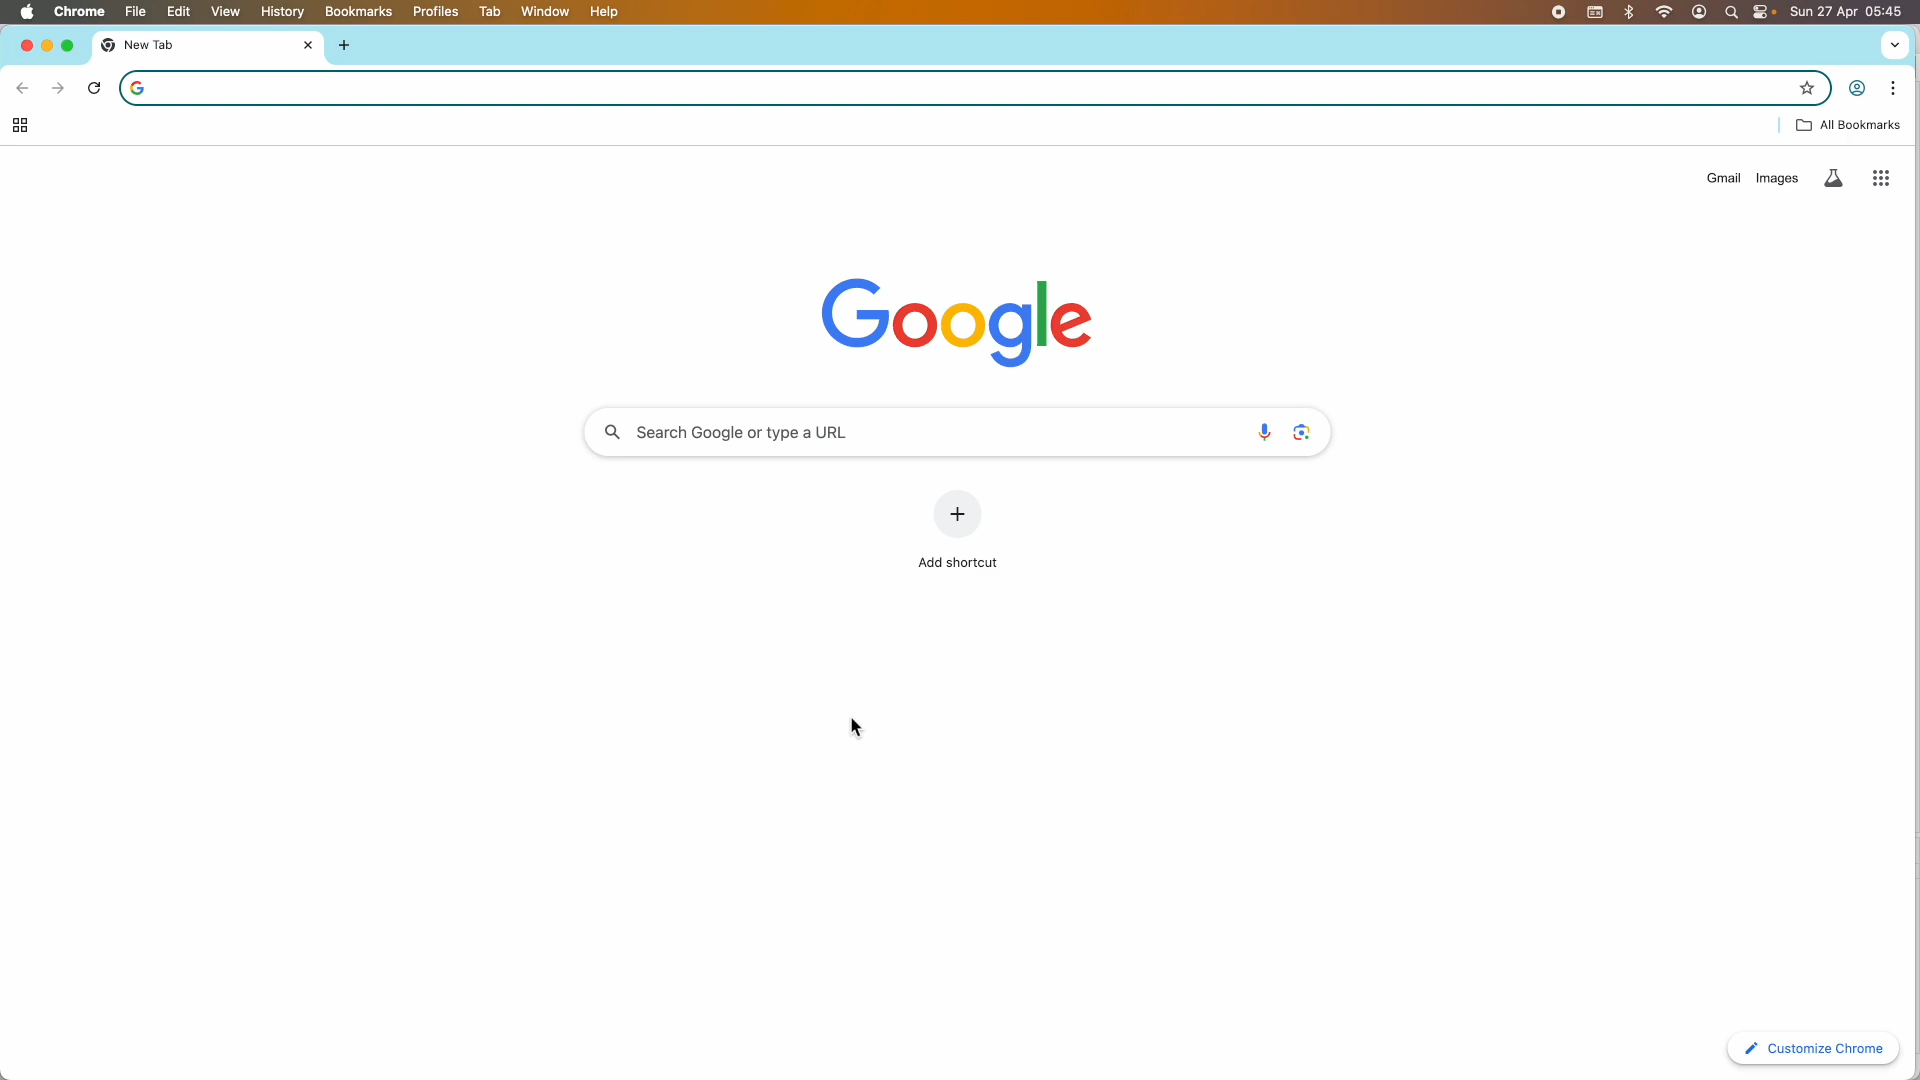 Chrome File Edit View History Bookmarks Profiles Tab Window Help Sun 27 Apr 05:45
New Tab
All Bookmarks
Gmail Images
Google
Search Google or type a URL
Add shortcut
Customize Chrome